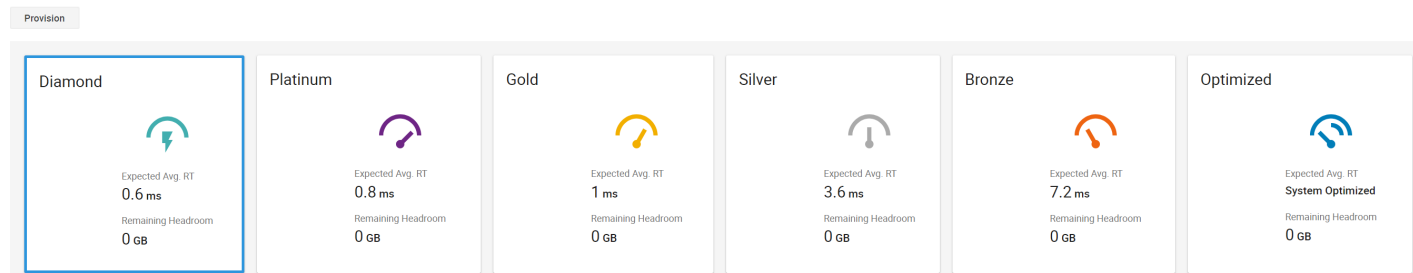 Provision
Diamond
Expected Avg. RT
0.6 ms
Remaining Headroom
0 GB
Platinum
Expected Avg. RT
0.8 ms
Remaining Headroom
0 GB
Gold
Expected Avg. RT
1 ms
Remaining Headroom
0 GB
Silver
Expected Avg. RT
3.6 ms
Remaining Headroom
0 GB
Bronze
Expected Avg. RT
7.2 ms
Remaining Headroom
0 GB
Optimized
Expected Avg. RT
System Optimized
Remaining Headroom
0 GB